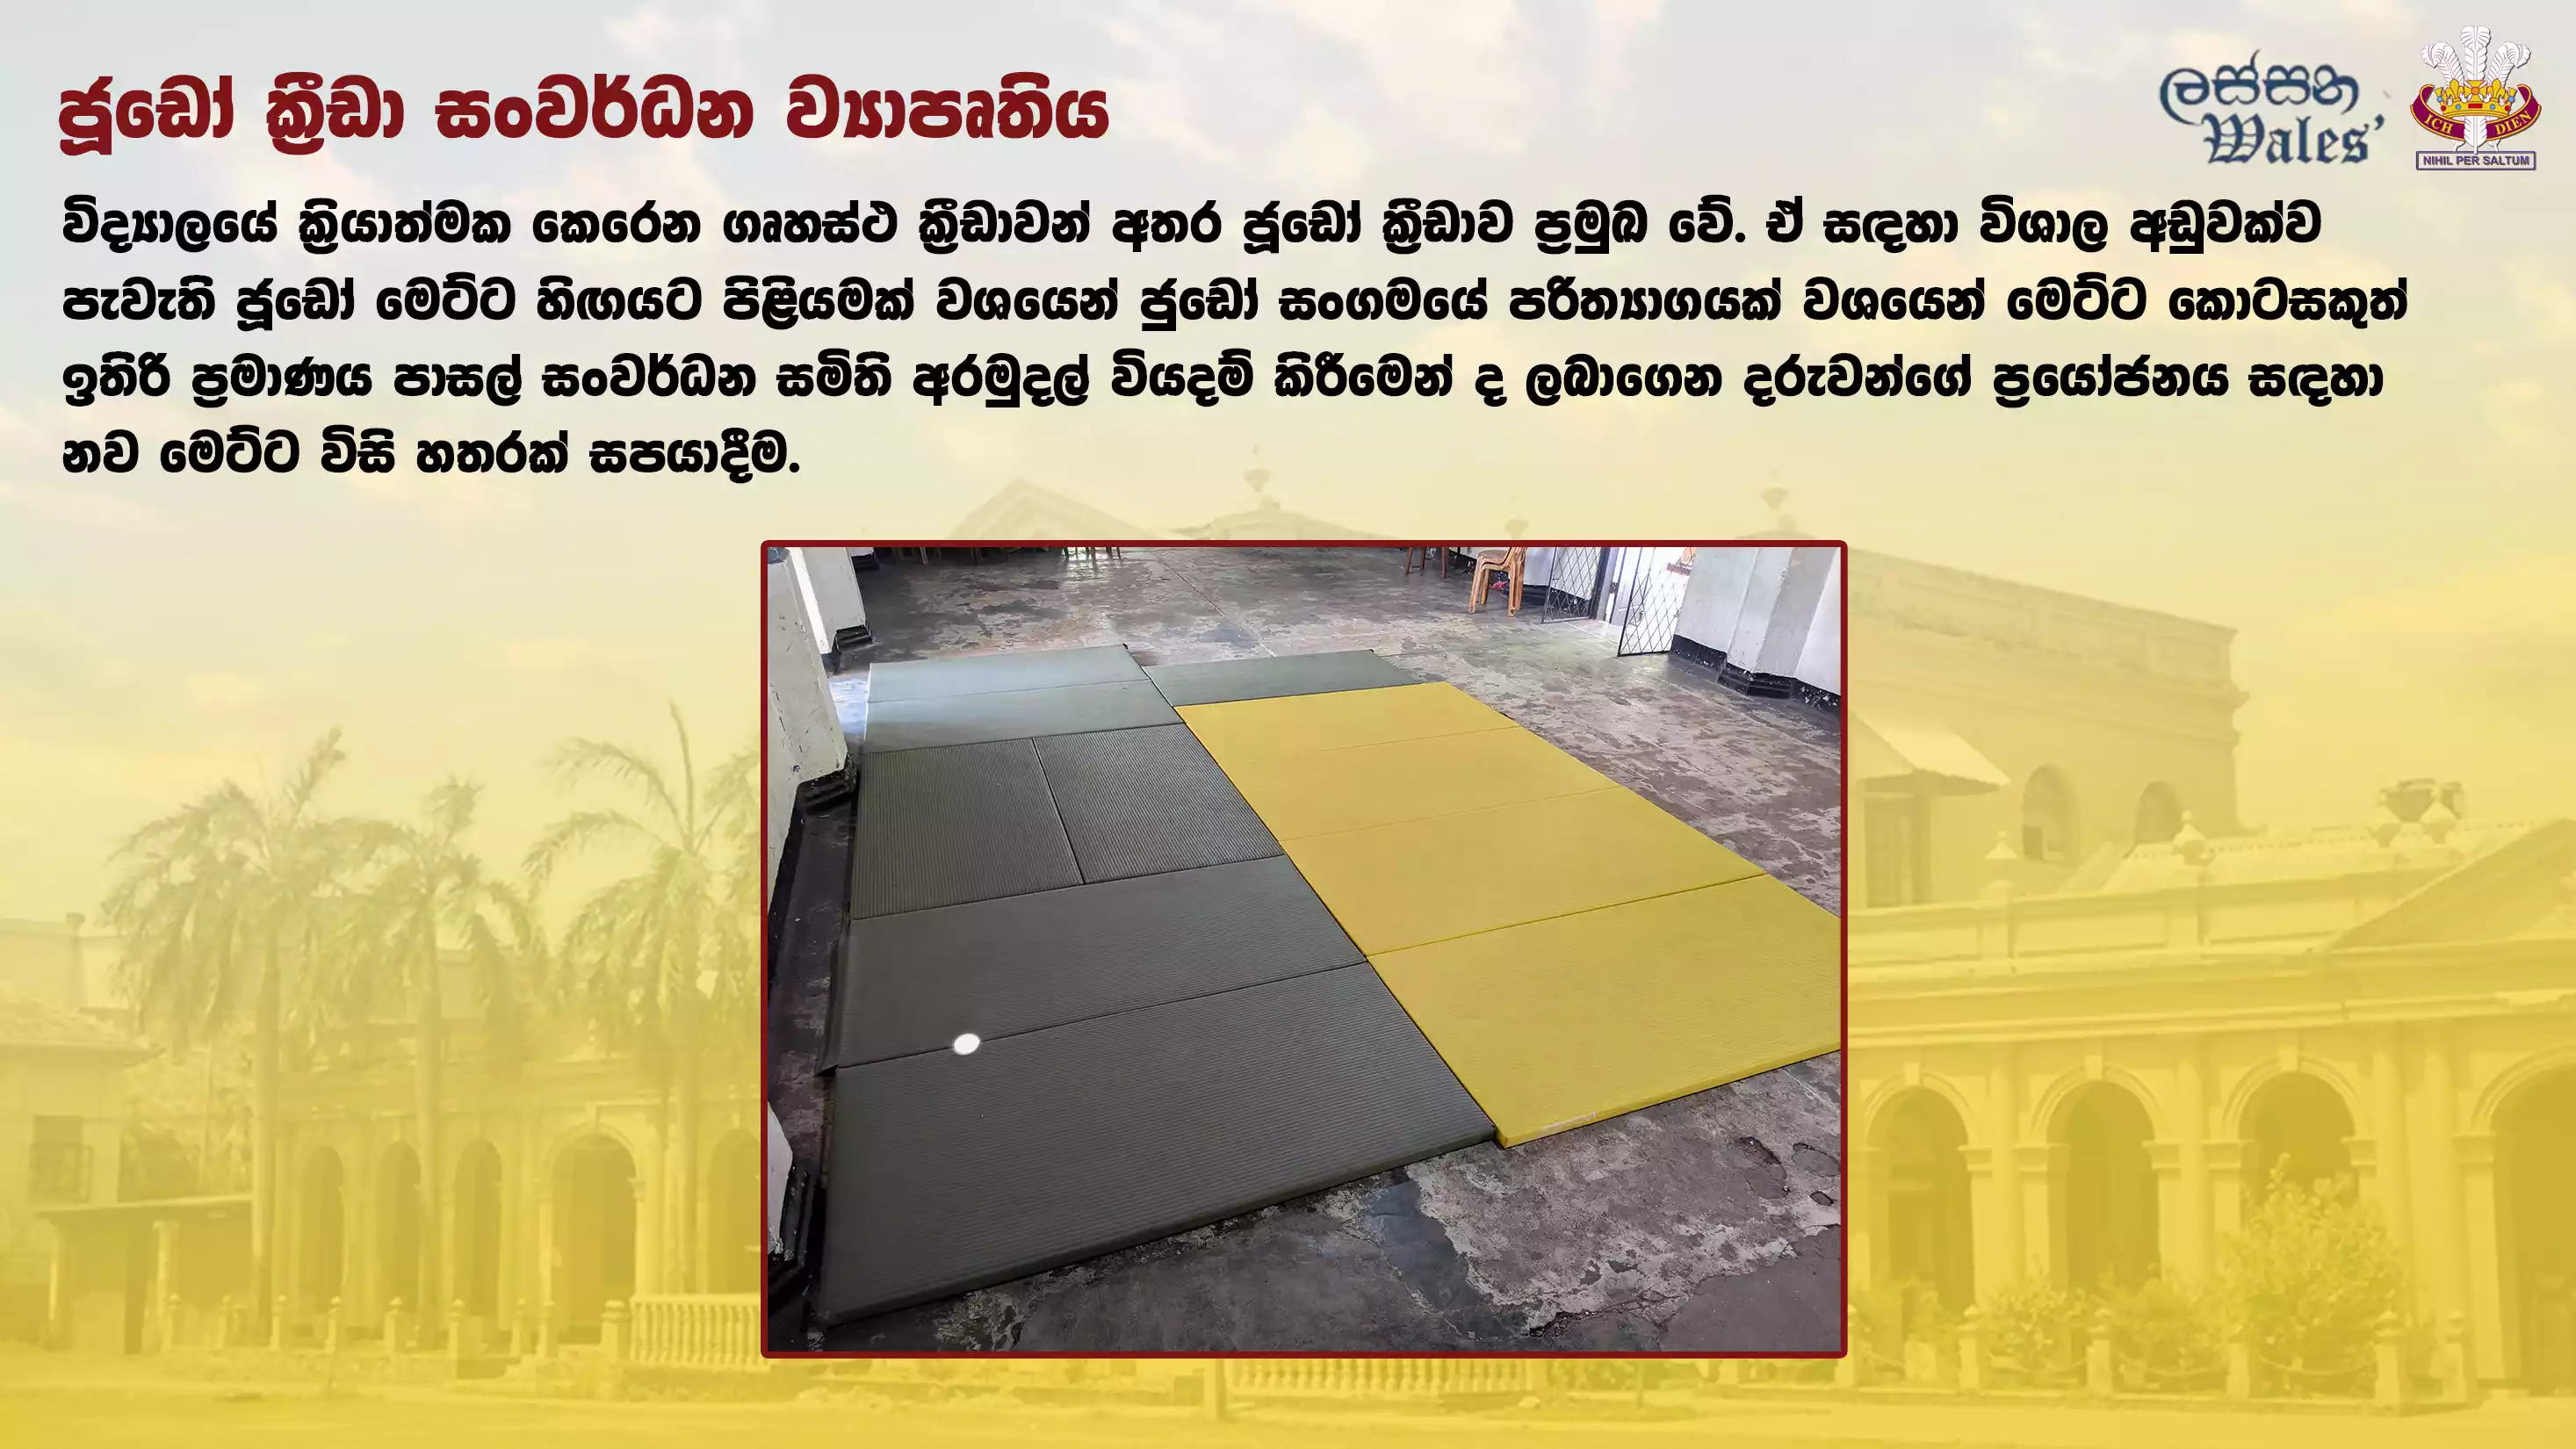 ජූඩෝ ක්‍රීඩා සංවර්ධන ව්‍යාපෘතිය
ලස්සන
Wales'
ICH DIEN
NIHIL PER SALTUM
විද්‍යාලයේ ක්‍රියාත්මක කෙරෙන ගෘහස්ථ ක්‍රීඩාවන් අතර ජූඩෝ ක්‍රීඩාව ප්‍රමුඛ වේ. ඒ සඳහා විශාල අඩුවක්ව
පැවැති ජූඩෝ මෙට්ට හිඟයට පිළියමක් වශයෙන් ජුඩෝ සංගමයේ පරිත්‍යාගයක් වශයෙන් මෙට්ට කොටසකුත්
ඉතිරි ප්‍රමාණය පාසල් සංවර්ධන සමිති අරමුදල් වියදම් කිරීමෙන් ද ලබාගෙන දරුවන්ගේ ප්‍රයෝජනය සඳහා
නව මෙට්ට විසි හතරක් සපයාදීම.